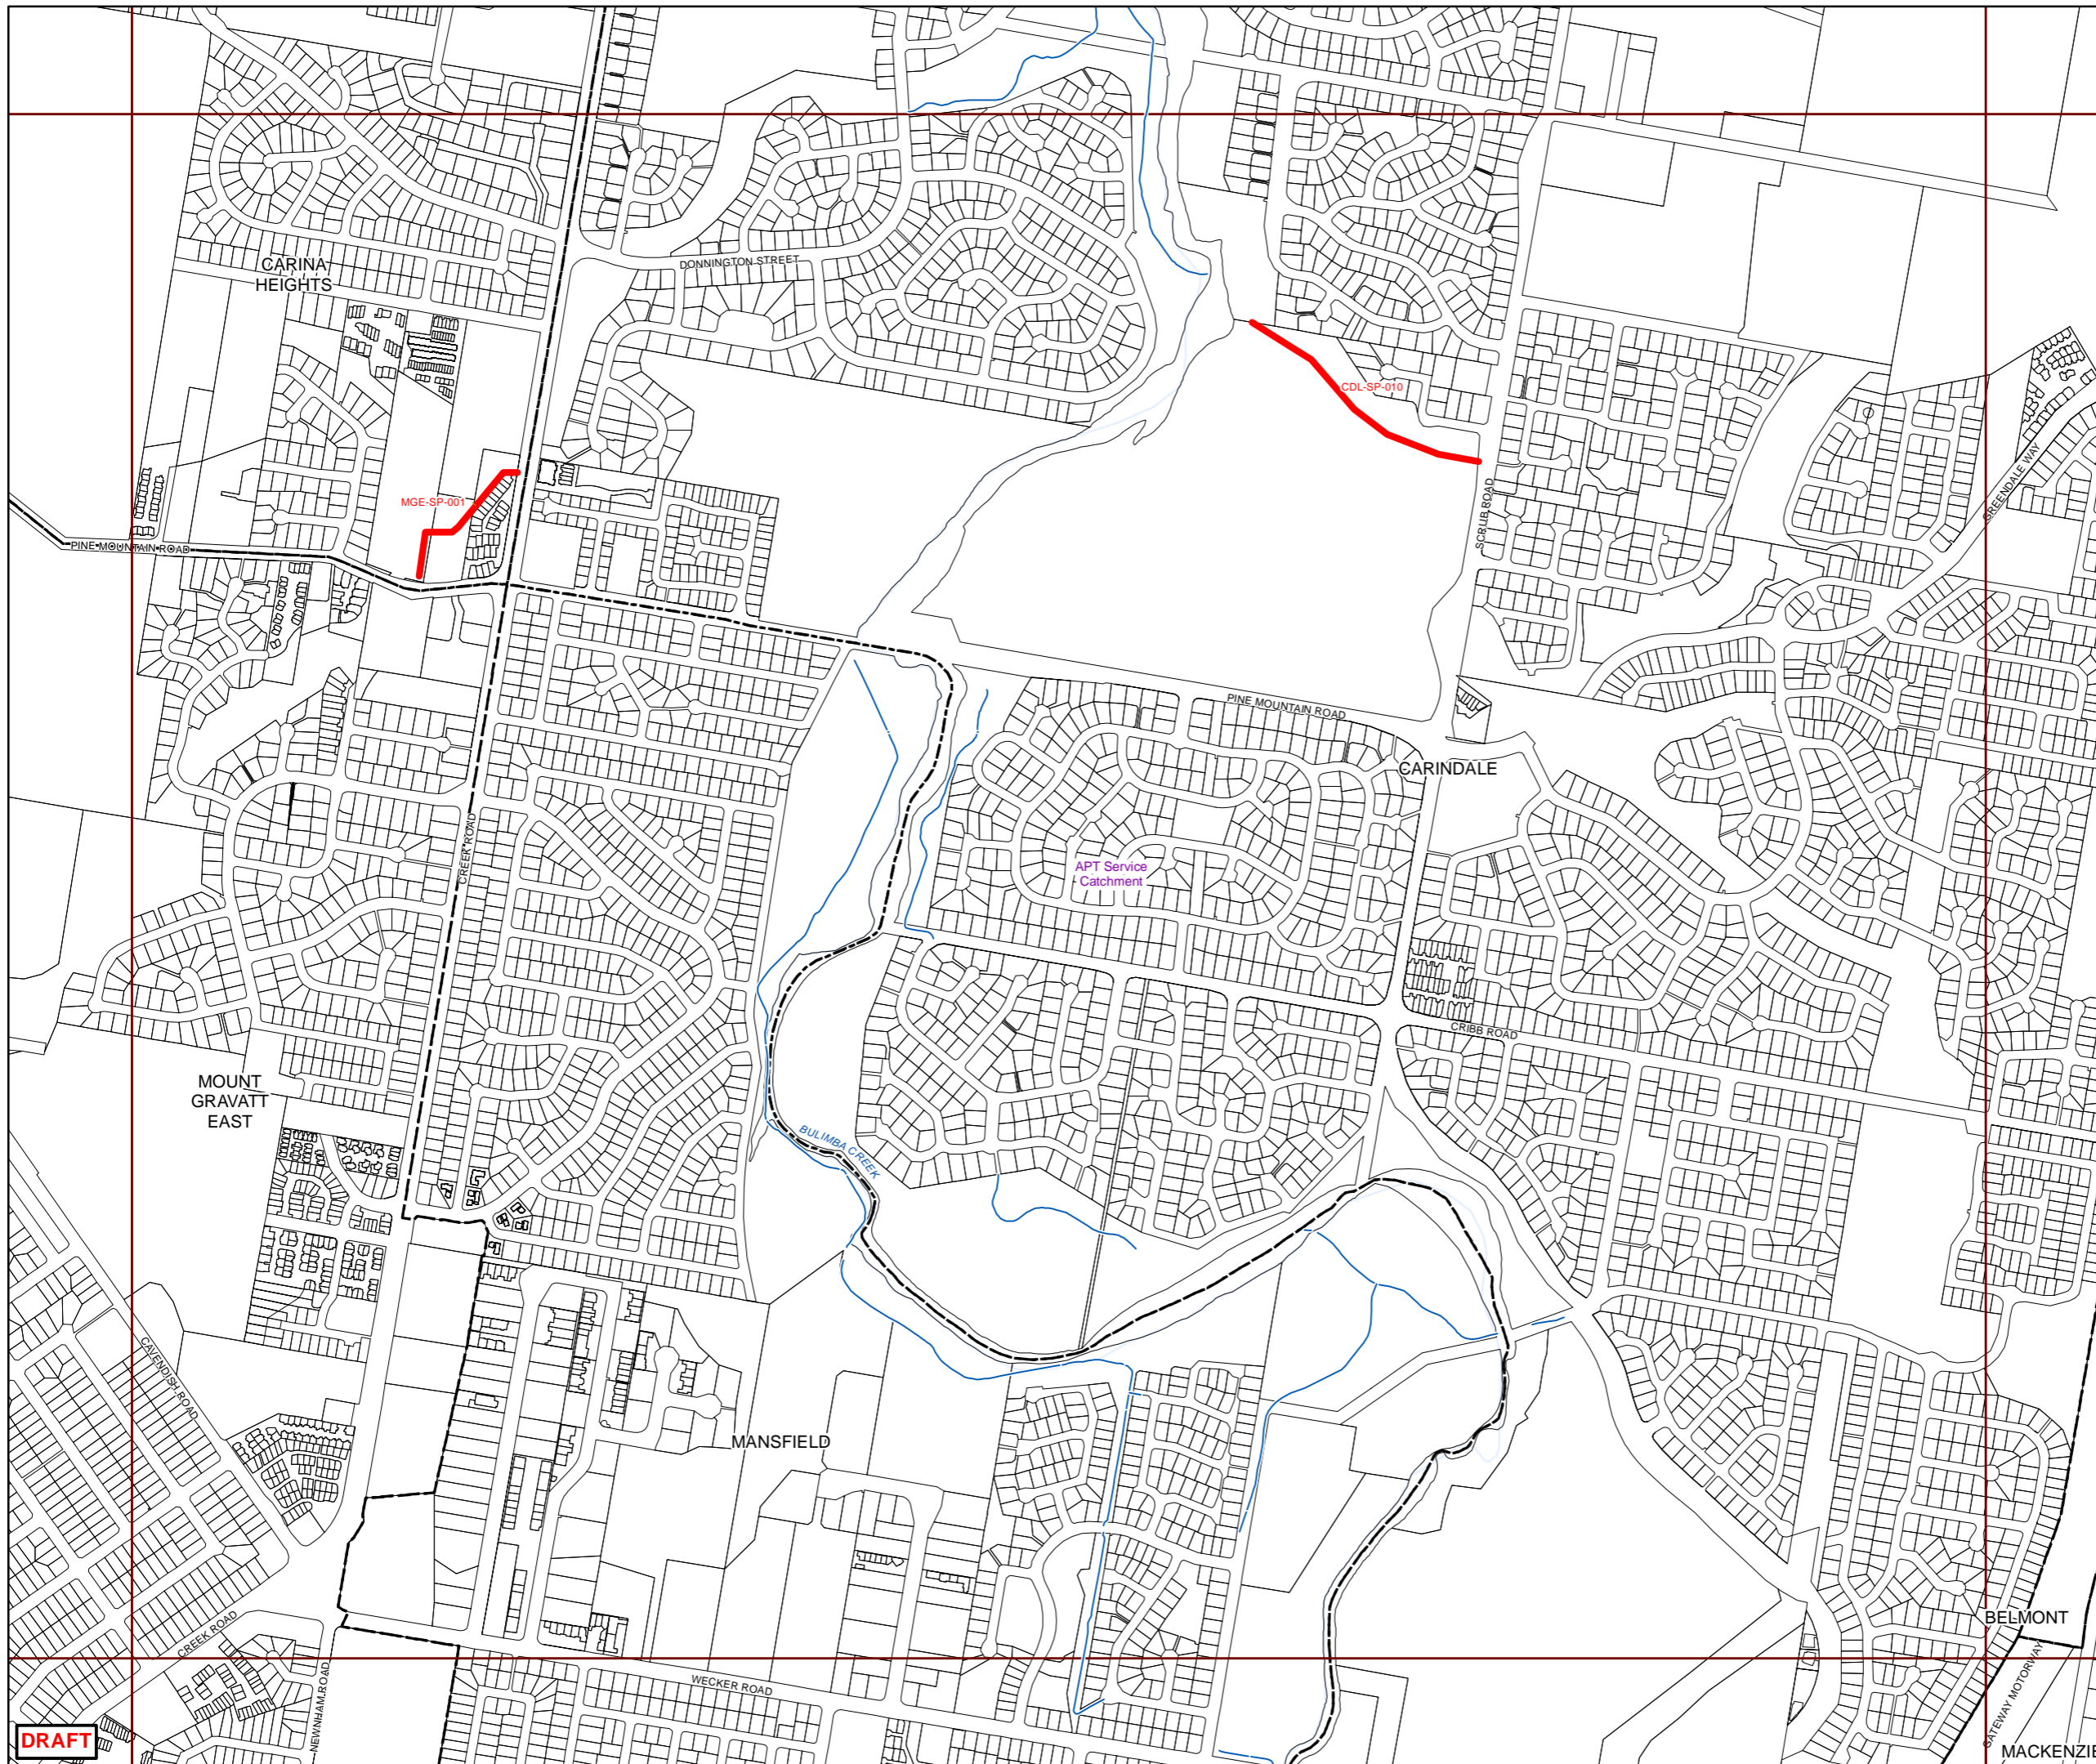 CARINA
HEIGHTS
DONNINGTON STREET
CDL-SP-010
GREENDALE WAY
MGE-SP-001
SCRUB ROAD
PINE MOUNTAIN ROAD
PINE MOUNTAIN ROAD
CARINDALE
CREEK ROAD
APT Service
Catchment
CRIBB ROAD
MOUNT
GRAVATT
EAST
BULIMBA CREEK
CAVENDISH ROAD
MANSFIELD
BELMONT
CREEK ROAD
NEWNHAM ROAD
WECKER ROAD
GATEWAY MOTORWAY
DRAFT
MACKENZIE